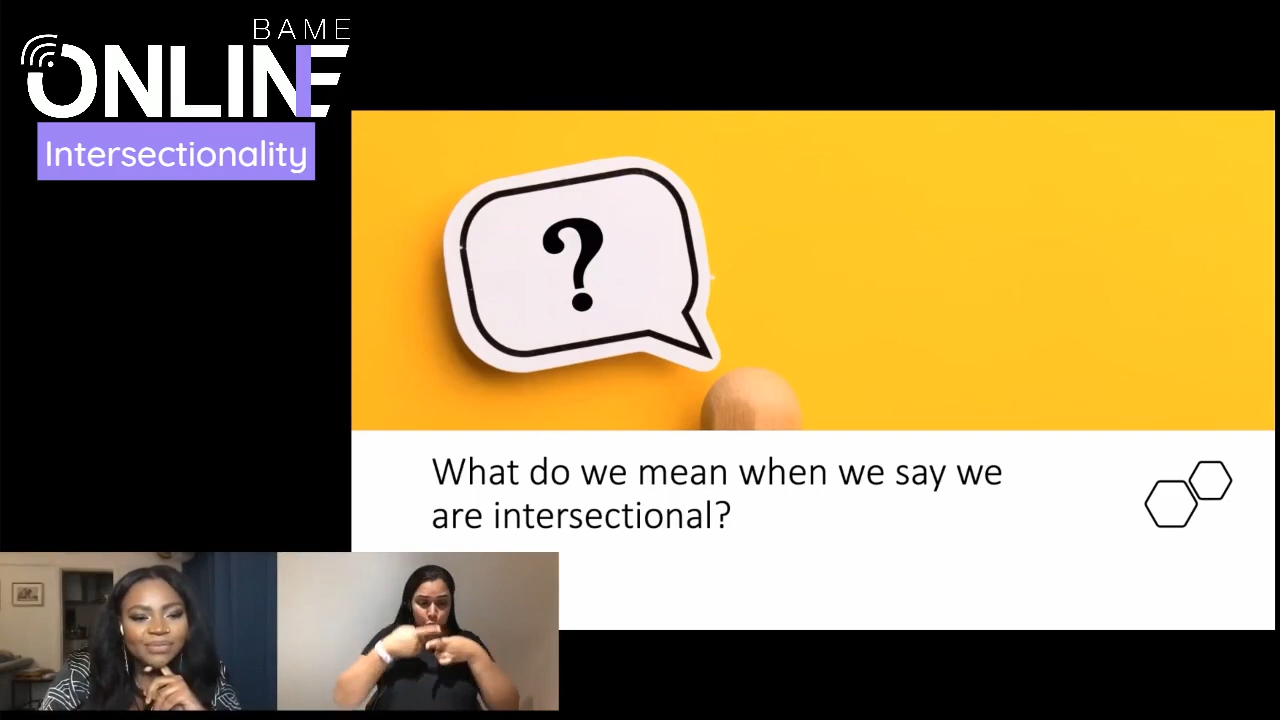 BAME
ONLINE
Intersectionality
?
What do we mean when we say we
are intersectional?